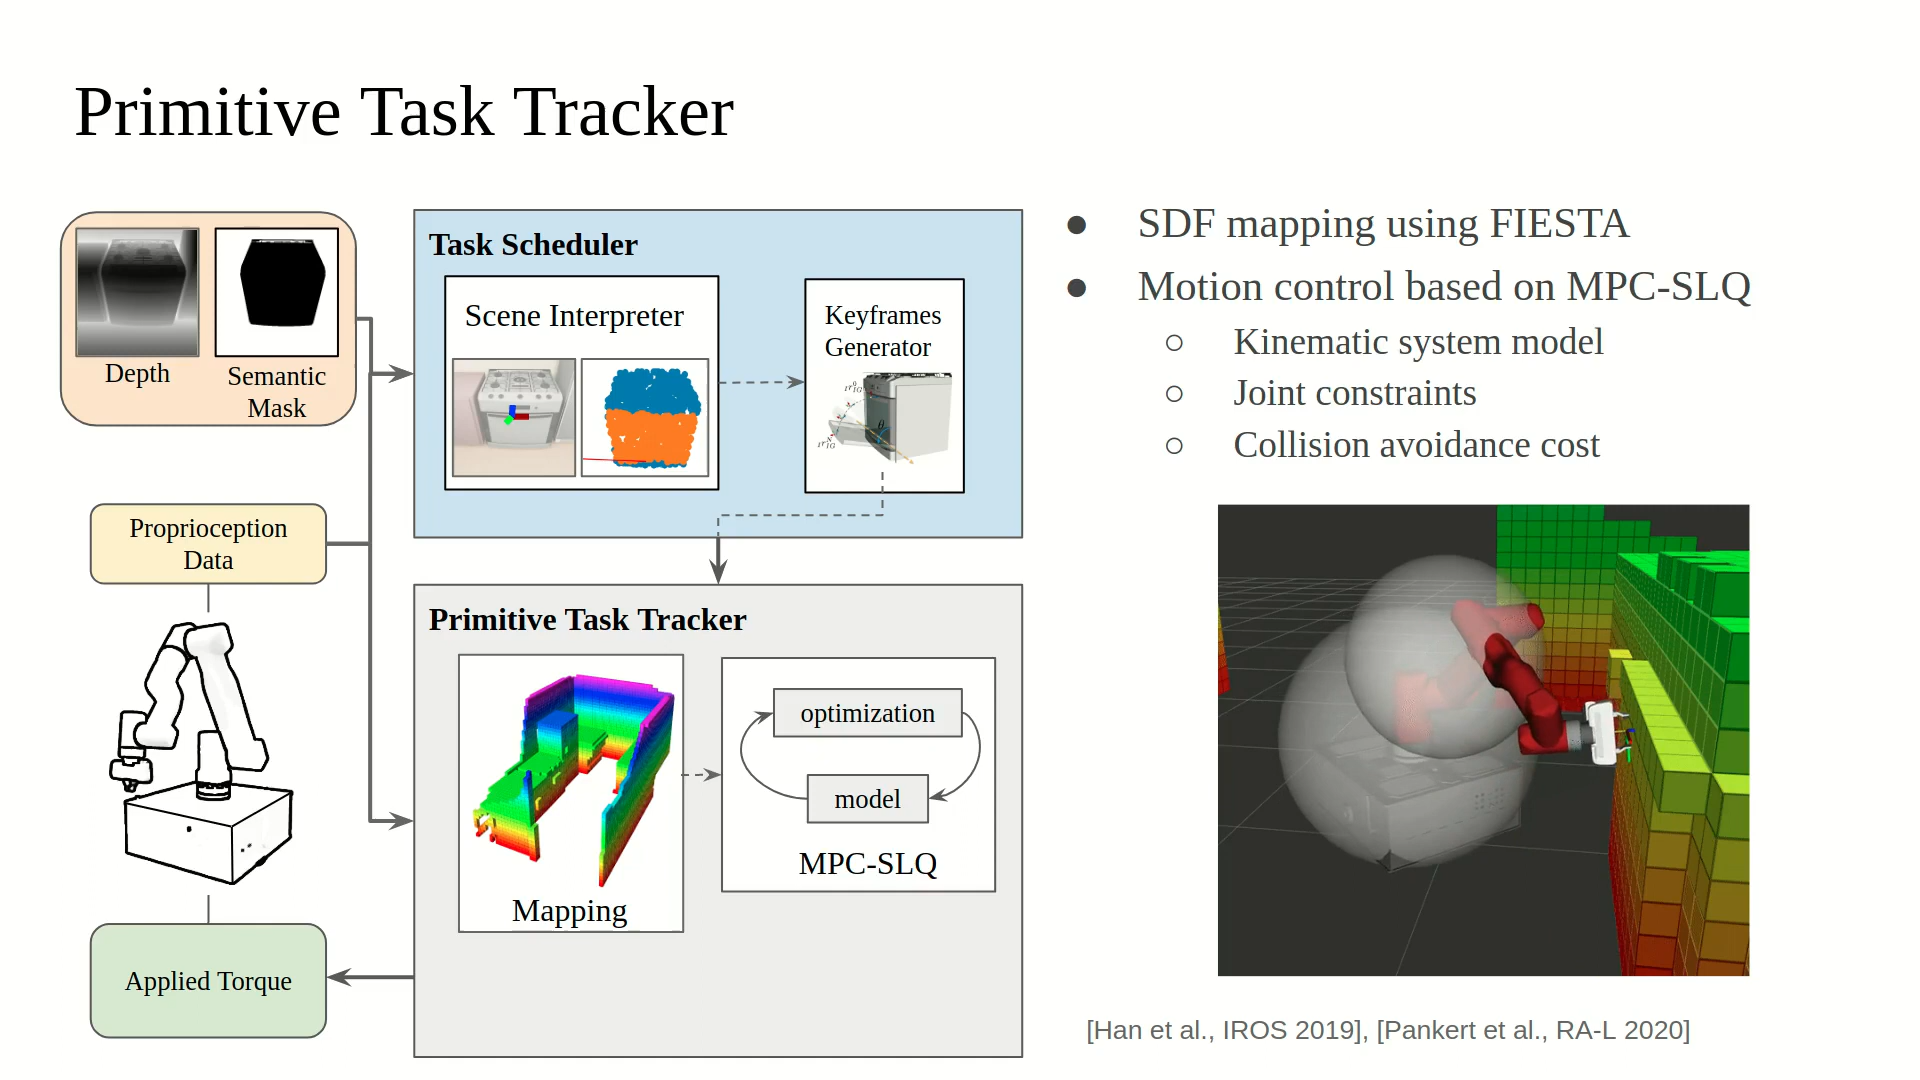 Primitive Task Tracker
Depth
Semantic
Mask
Proprioception
Data
Applied Torque
Task Scheduler
Scene Interpreter
Keyframes
Generator
θ
Primitive Task Tracker
Mapping
optimization
model
MPC-SLQ
● SDF mapping using FIESTA
● Motion control based on MPC-SLQ
○ Kinematic system model
○ Joint constraints
○ Collision avoidance cost
[Han et al., IROS 2019], [Pankert et al., RA-L 2020]